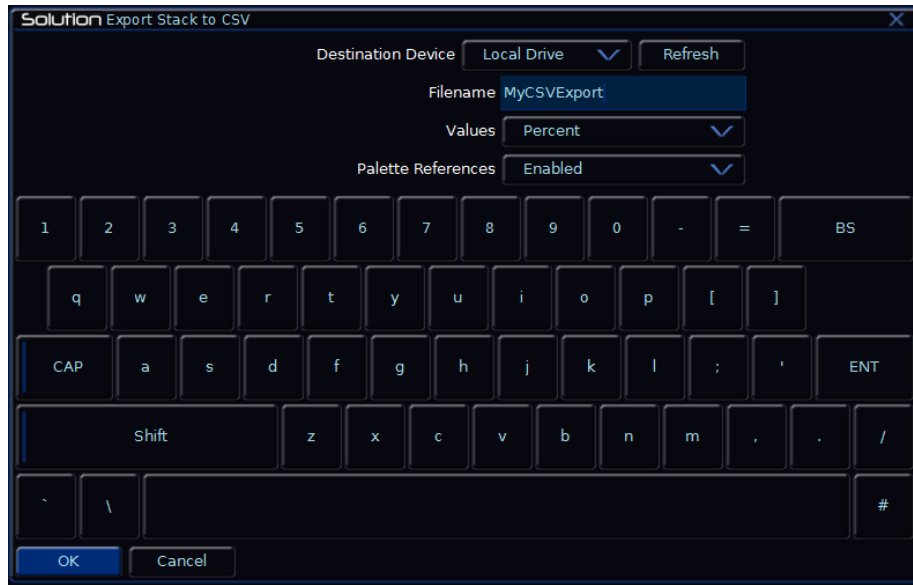 Solution Export Stack to CSV X
Destination Device Local Drive Refresh
Filename MyCSVExport
Values Percent
Palette References Enabled
1 2 3 4 5 6 7 8 9 0 - = BS
q w e r t y u i o p [ ]
CAP a s d f g h j k l ; ' ENT
Shift z x c v b n m , . /
` \ #
OK Cancel